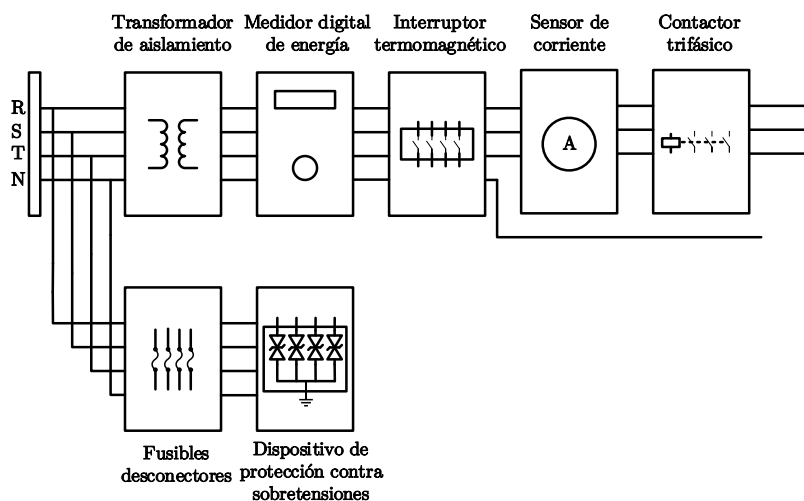 Transformador
de aislamiento
Medidor digital
de energía
Interruptor
termomagnético
Sensor de
corriente
Contactor
trifásico
R
S
T
N
A
Fusibles
desconectores
Dispositivo de
protección contra
sobretensiones